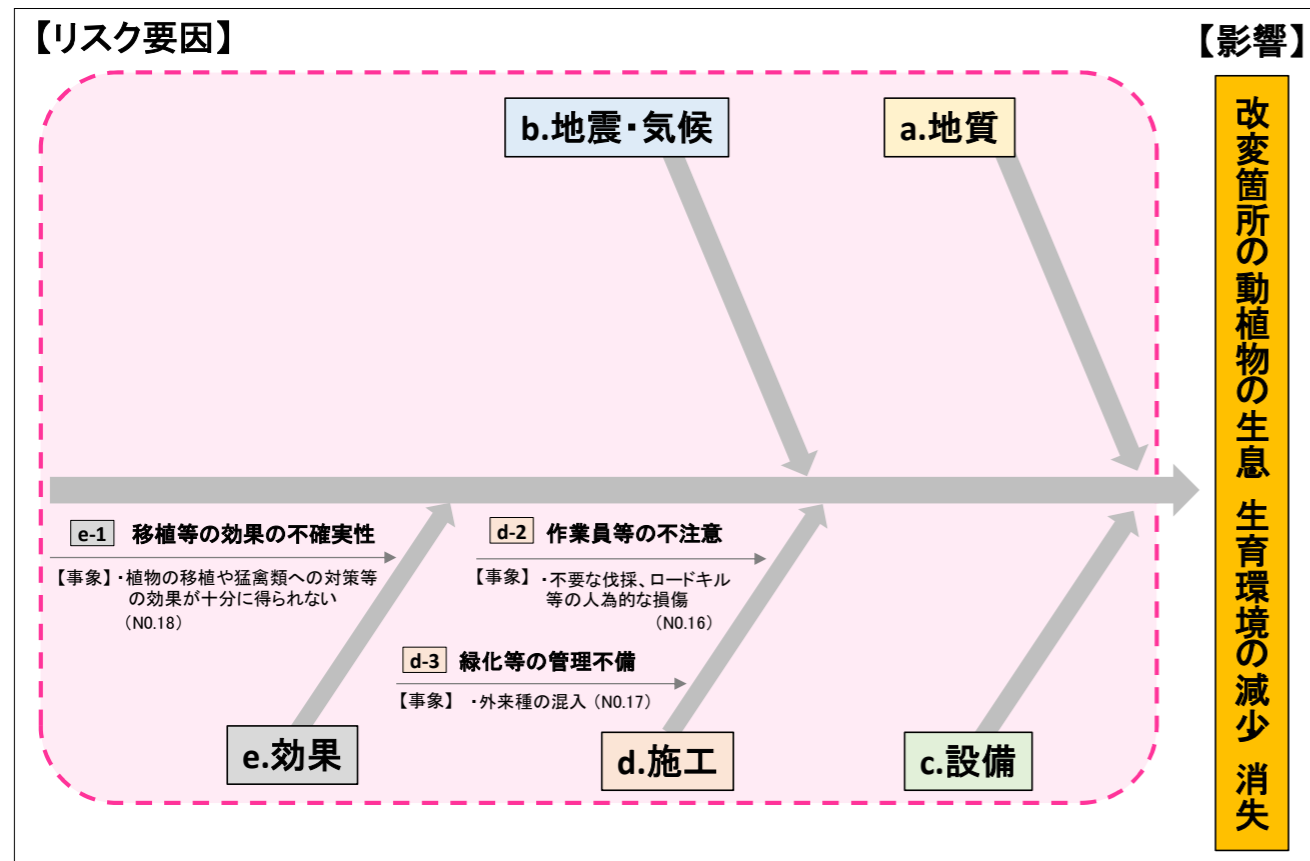 【リスク要因】
【影響】
b.地震・気候
a.地質
改変箇所の動植物の生息 生育環境の減少 消失
e-1 移植等の効果の不確実性
【事象】・植物の移植や猛禽類への対策等
の効果が十分に得られない
(NO.18)
d-2 作業員等の不注意
【事象】・不要な伐採、ロードキル
等の人為的な損傷
(NO.16)
d-3 緑化等の管理不備
【事象】・外来種の混入 (NO.17)
e.効果
d.施工
c.設備